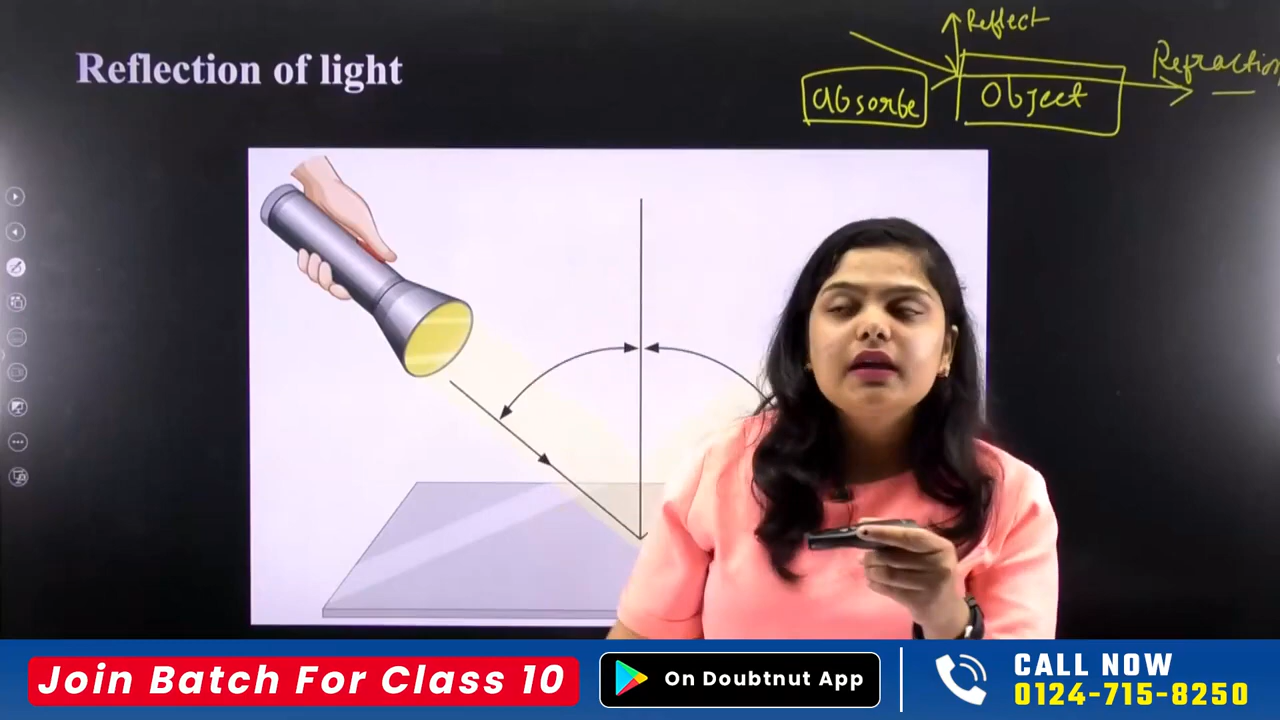 Reflect
Reflection of light
Refraction
absorbe
Object
Join Batch For Class 10
On Doubtnut App
CALL NOW
0124-715-8250